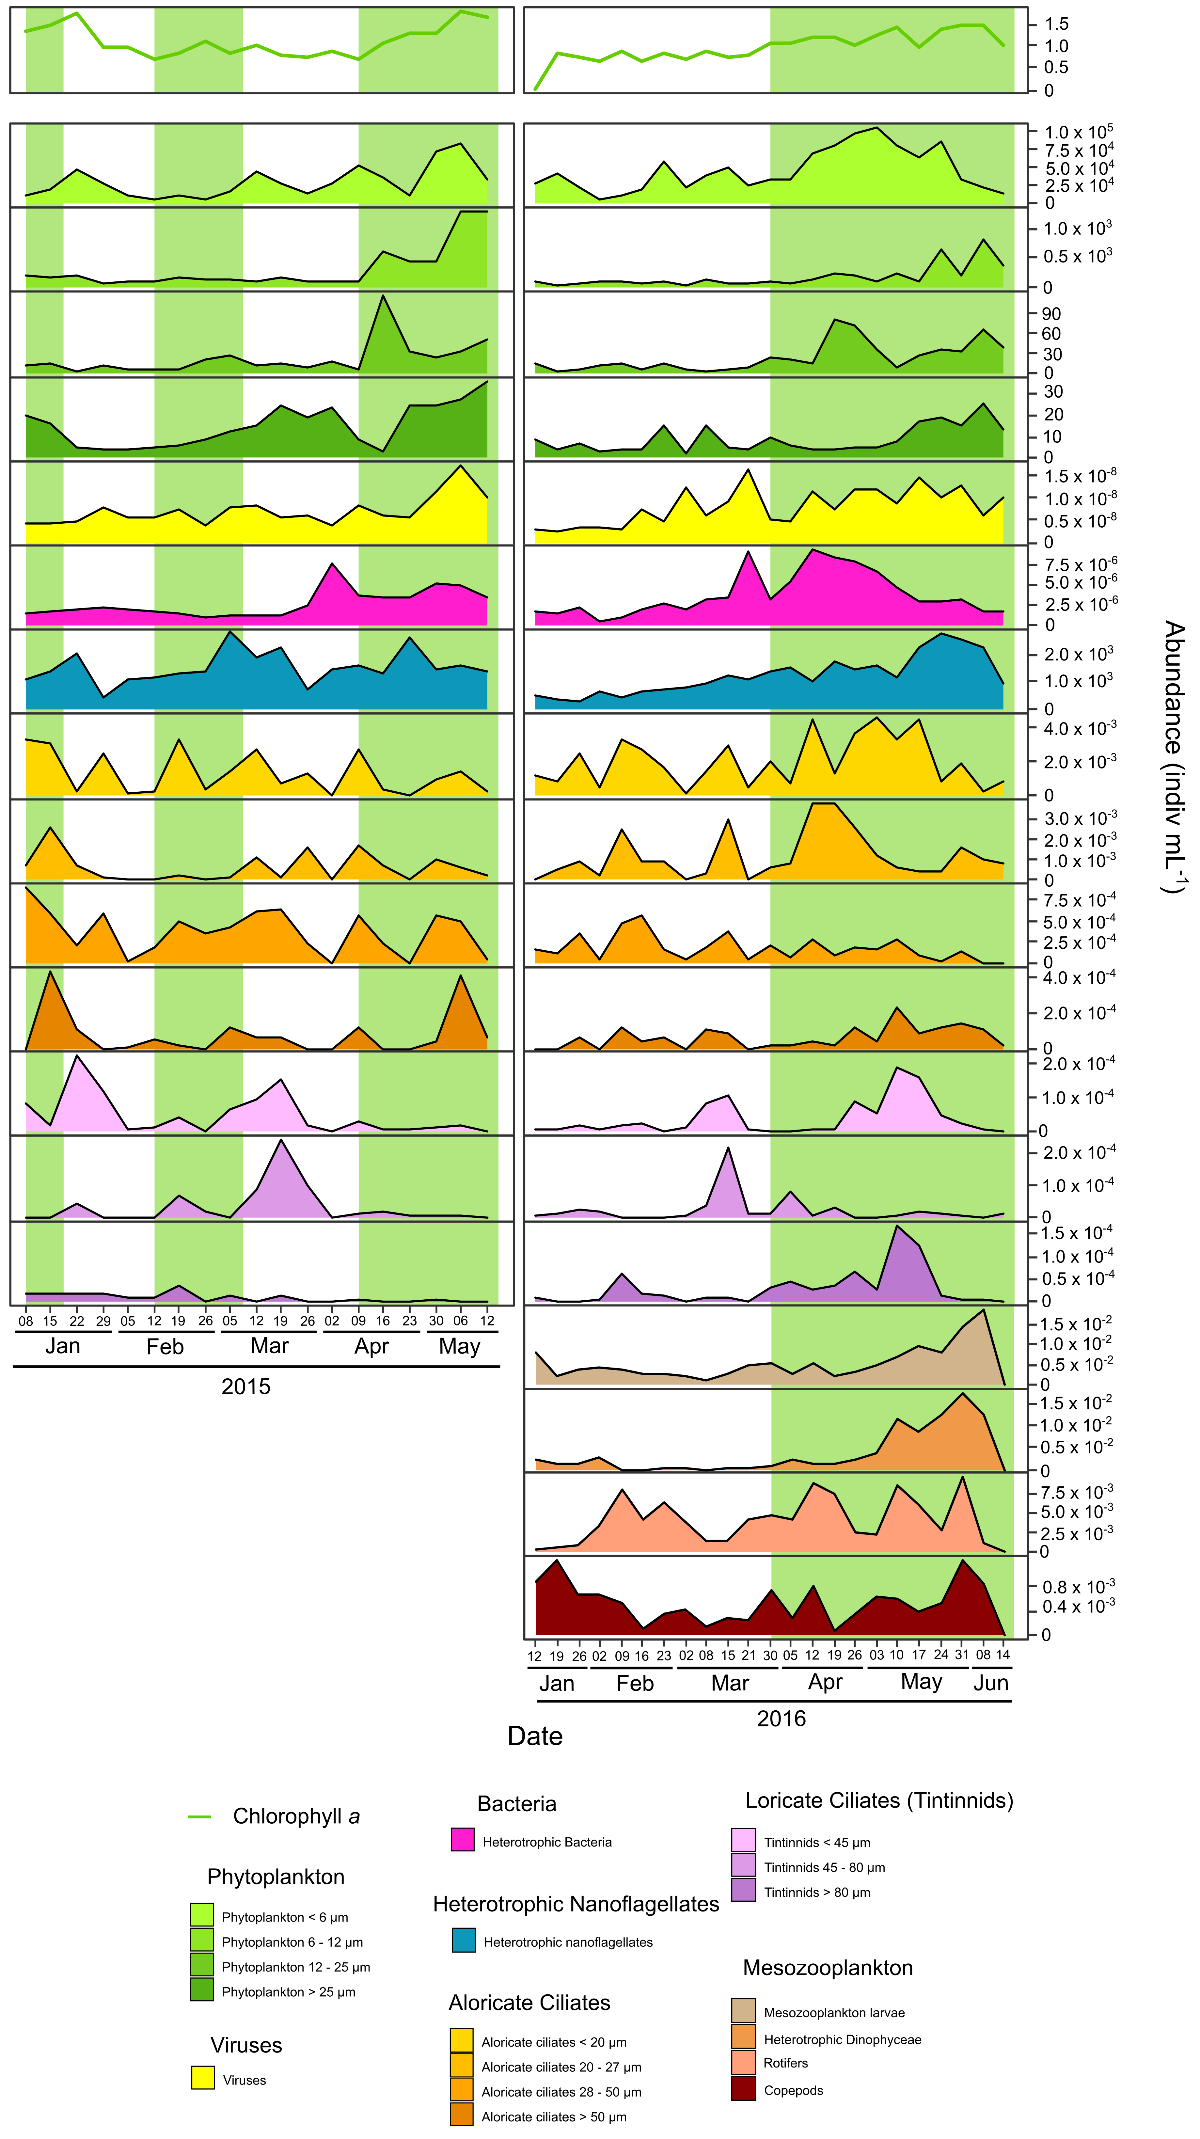 1.5
1.0
0.5
0
1.0 x 10⁵
7.5 x 10⁴
5.0 x 10⁴
2.5 x 10⁴
0
1.0 x 10³
0.5 x 10³
0
90
60
30
0
30
20
10
0
1.5 x 10⁻⁸
1.0 x 10⁻⁸
0.5 x 10⁻⁸
0
7.5 x 10⁻⁶
5.0 x 10⁻⁶
2.5 x 10⁻⁶
0
2.0 x 10³
1.0 x 10³
0
4.0 x 10⁻³
2.0 x 10⁻³
0
3.0 x 10⁻³
2.0 x 10⁻³
1.0 x 10⁻³
0
7.5 x 10⁻⁴
5.0 x 10⁻⁴
2.5 x 10⁻⁴
0
4.0 x 10⁻⁴
2.0 x 10⁻⁴
0
2.0 x 10⁻⁴
1.0 x 10⁻⁴
0
2.0 x 10⁻⁴
1.0 x 10⁻⁴
0
1.5 x 10⁻⁴
1.0 x 10⁻⁴
0.5 x 10⁻⁴
0
Abundance (indiv mL⁻¹)
08 15 22 29 05 12 19 26 05 12 19 26 02 09 16 23 30 06 12
Jan Feb Mar Apr May
2015
1.5 x 10⁻²
1.0 x 10⁻²
0.5 x 10⁻²
0
1.5 x 10⁻²
1.0 x 10⁻²
0.5 x 10⁻²
0
7.5 x 10⁻³
5.0 x 10⁻³
2.5 x 10⁻³
0
0.8 x 10⁻³
0.4 x 10⁻³
0
12 19 26 02 09 16 23 02 08 15 21 30 05 12 19 26 03 10 17 24 31 08 14
Jan Feb Mar Apr May Jun
2016
Date
Chlorophyll a
Phytoplankton
Phytoplankton < 6 µm
Phytoplankton 6 - 12 µm
Phytoplankton 12 - 25 µm
Phytoplankton > 25 µm
Viruses
Viruses
Bacteria
Heterotrophic Bacteria
Heterotrophic Nanoflagellates
Heterotrophic nanoflagellates
Aloricate Ciliates
Aloricate ciliates < 20 µm
Aloricate ciliates 20 - 27 µm
Aloricate ciliates 28 - 50 µm
Aloricate ciliates > 50 µm
Loricate Ciliates (Tintinnids)
Tintinnids < 45 µm
Tintinnids 45 - 80 µm
Tintinnids > 80 µm
Mesozooplankton
Mesozooplankton larvae
Heterotrophic Dinophyceae
Rotifers
Copepods